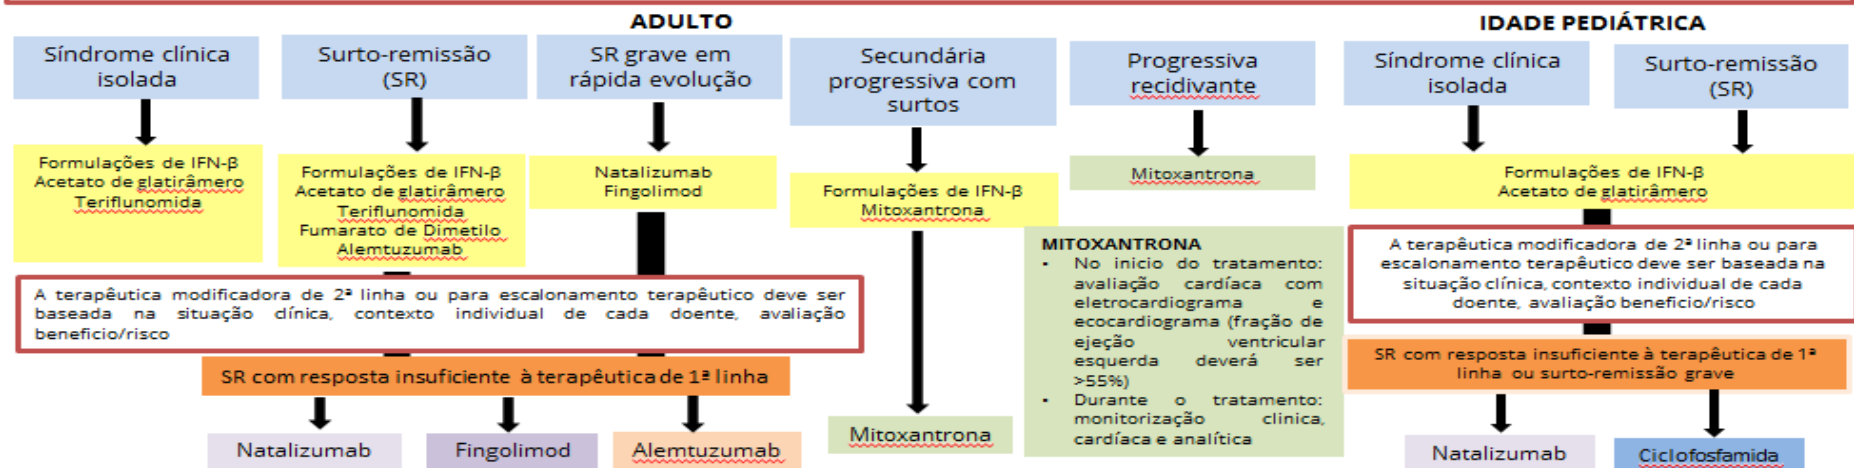 ADULTO
IDADE PEDIÁTRICA
Síndrome clínica
isolada
Surto-remissão
(SR)
SR grave em
rápida evolução
Secundária
progressiva com
surtos
Progressiva
recidivante
Síndrome clínica
isolada
Surto-remissão
(SR)
Formulações de IFN-β
Acetato de glatirâmero
Teriflunomida
Formulações de IFN-β
Acetato de glatirâmero
Teriflunomida
Fumarato de Dimetilo
Alemtuzumab
Natalizumab
Fingolimod
Formulações de IFN-β
Mitoxantrona
Mitoxantrona
Formulações de IFN-β
Acetato de glatirâmero
A terapêutica modificadora de 2ª linha ou para escalonamento terapêutico deve ser
baseada na situação clínica, contexto individual de cada doente, avaliação
beneficio/risco
MITOXANTRONA
• No inicio do tratamento:
avaliação cardíaca com
eletrocardiograma e
ecocardiograma (fração de
ejeção ventricular
esquerda deverá ser
>55%)
• Durante o tratamento:
monitorização clinica,
cardíaca e analítica
A terapêutica modificadora de 2ª linha ou para
escalonamento terapêutico deve ser baseada na
situação clínica, contexto individual de cada
doente, avaliação beneficio/risco
SR com resposta insuficiente à terapêutica de 1ª linha
SR com resposta insuficiente à terapêutica de 1ª
linha ou surto-remissão grave
Natalizumab
Fingolimod
Alemtuzumab
Mitoxantrona
Natalizumab
Ciclofosfamida